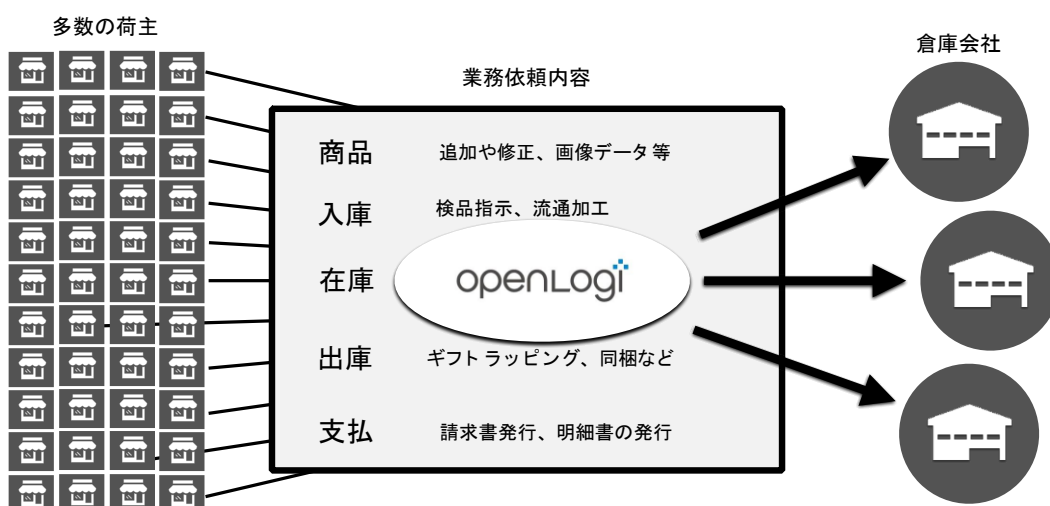 多数の荷主
倉庫会社
業務依頼内容
商品 追加や修正、画像データ等
入庫 検品指示、流通加工
在庫 openLogi
出庫 ギフトラッピング、同梱など
支払 請求書発行、明細書の発行